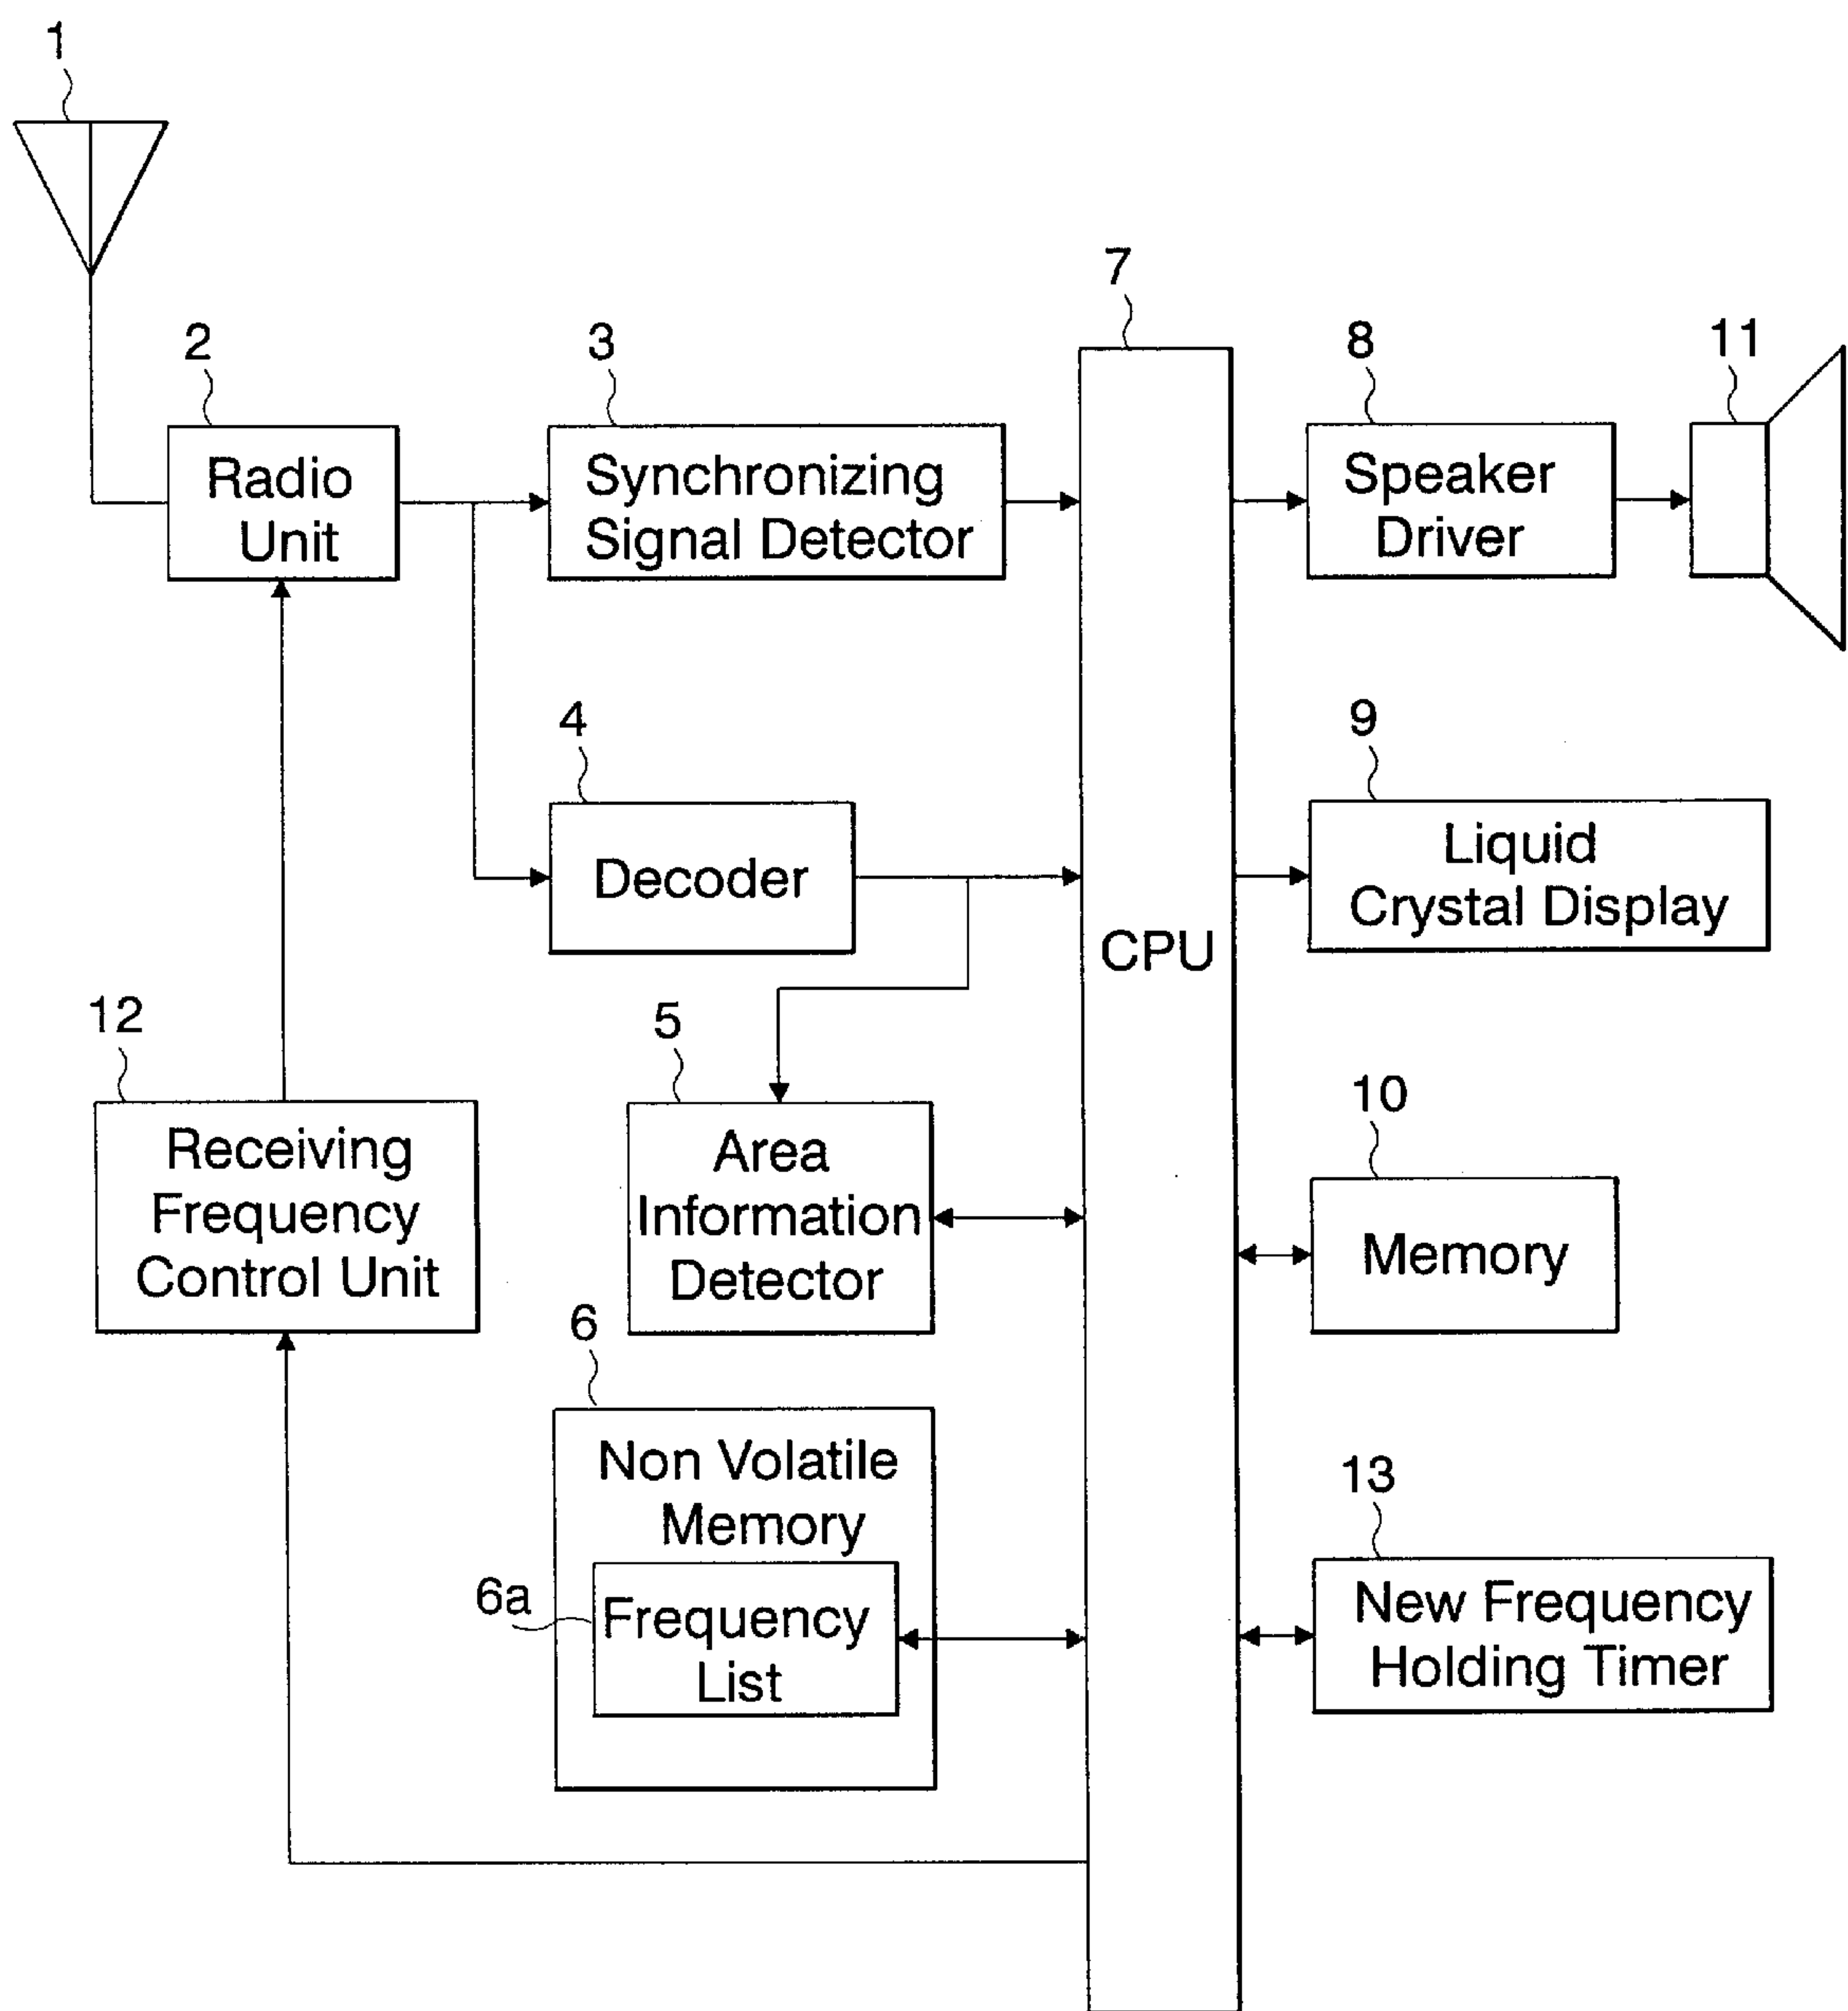 1
7
2
3
8
11
Radio
Unit
Synchronizing
Signal Detector
Speaker
Driver
4
9
Decoder
Liquid
Crystal Display
CPU
12
5
10
Receiving
Frequency
Control Unit
Area
Information
Detector
Memory
6
Non Volatile
Memory
13
6a
Frequency
List
New Frequency
Holding Timer